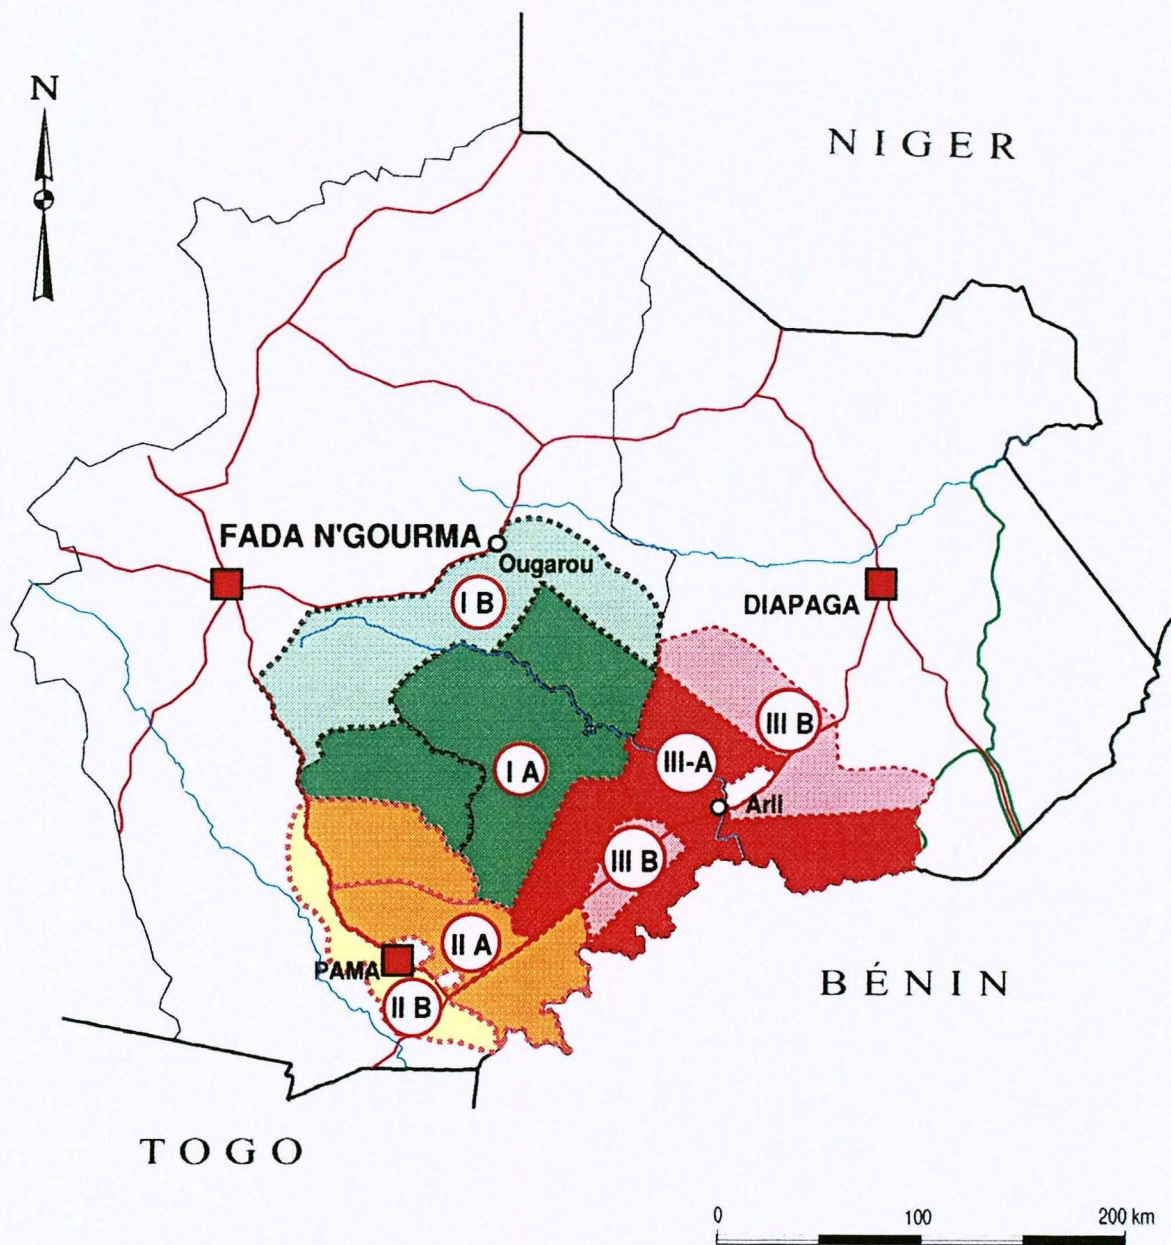 N
NIGER
FADA N'GOURMA
Ougarou
I B
DIAPAGA
III B
III-A
I A
Arli
III B
II A
PAMA
II B
BÉNIN
TOGO
0 100 200 km